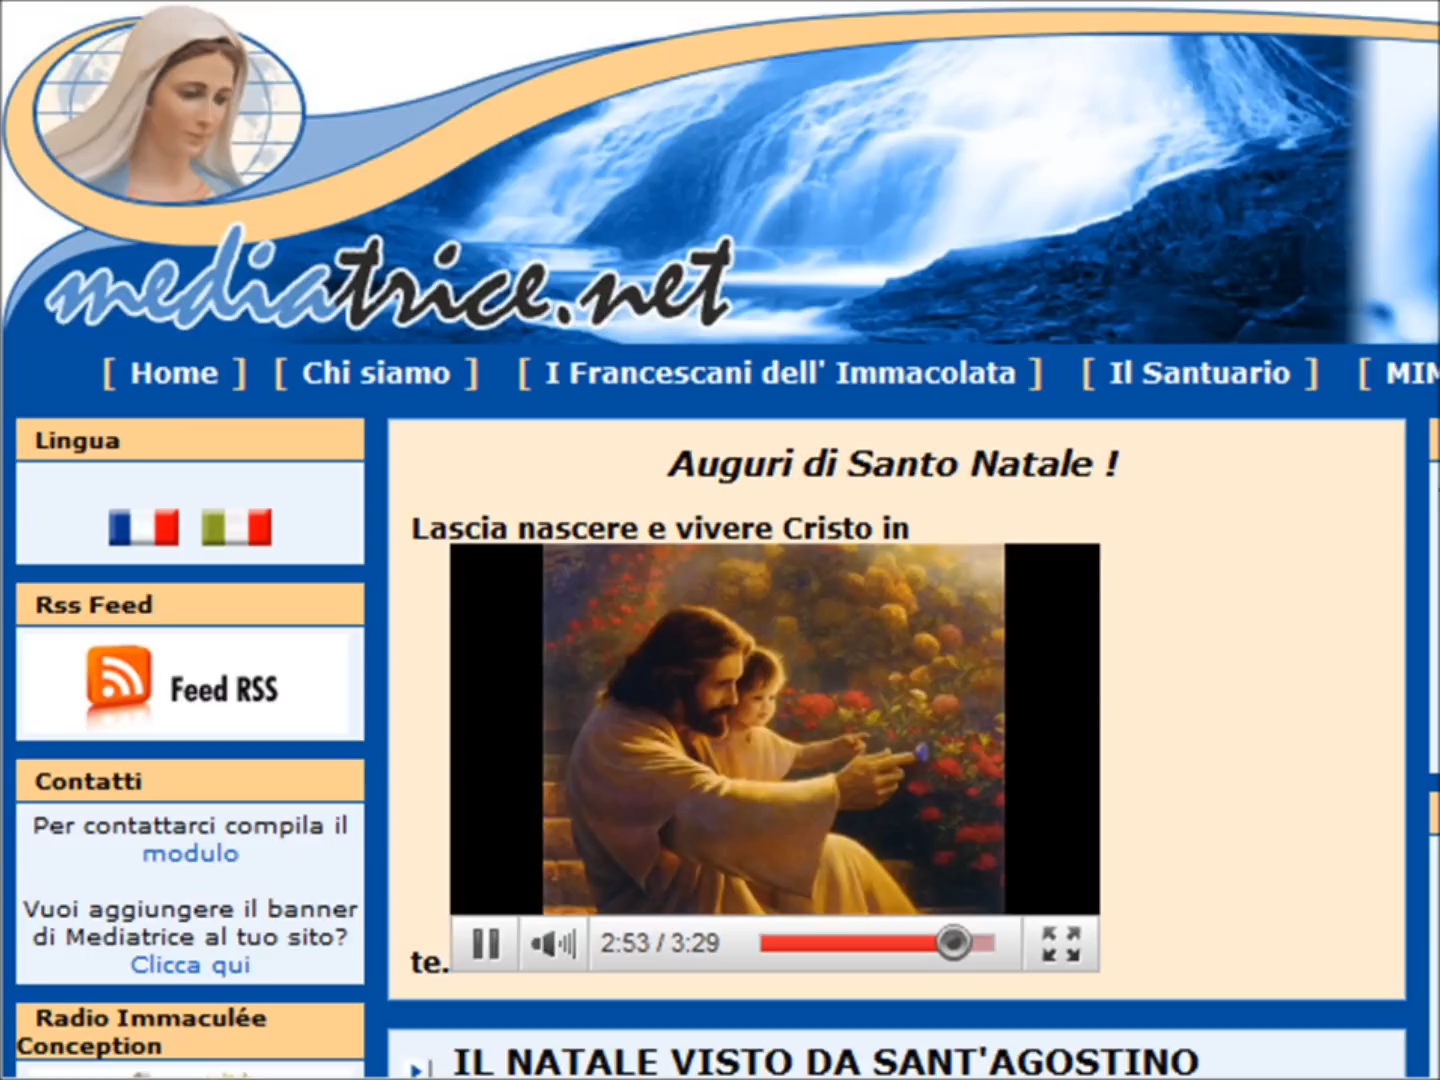 mediatrice.net
[ Home ] [ Chi siamo ] [ I Francescani dell' Immacolata ] [ Il Santuario ] [
Lingua
Rss Feed
Feed RSS
Contatti
Per contattarci compila il
modulo
Vuoi aggiungere il banner
di Mediatrice al tuo sito?
Clicca qui
Radio Immaculée
Conception
Auguri di Santo Natale !
Lascia nascere e vivere Cristo in
te.
2:53 / 3:29
IL NATALE VISTO DA SANT'AGOSTINO